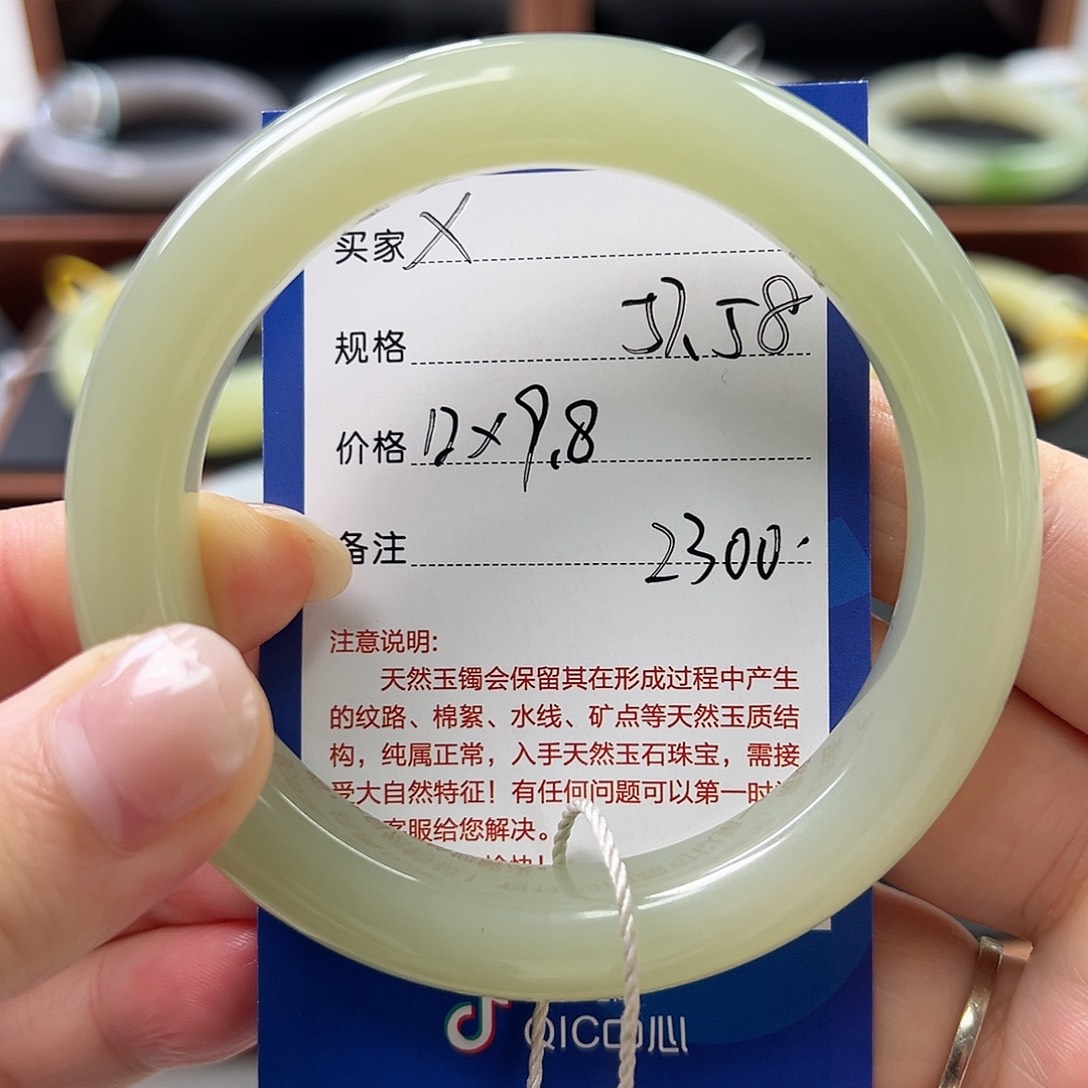 买家 X
规格 57.58
价格 12×9.8
备注 2300.
注意说明:
天然玉镯会保留其在形成过程中产生
的纹路、棉絮、水线、矿点等天然玉质结
构，纯属正常，入手天然玉石珠宝，需接
受大自然特征！有任何问题可以第一时
客服给您解决。